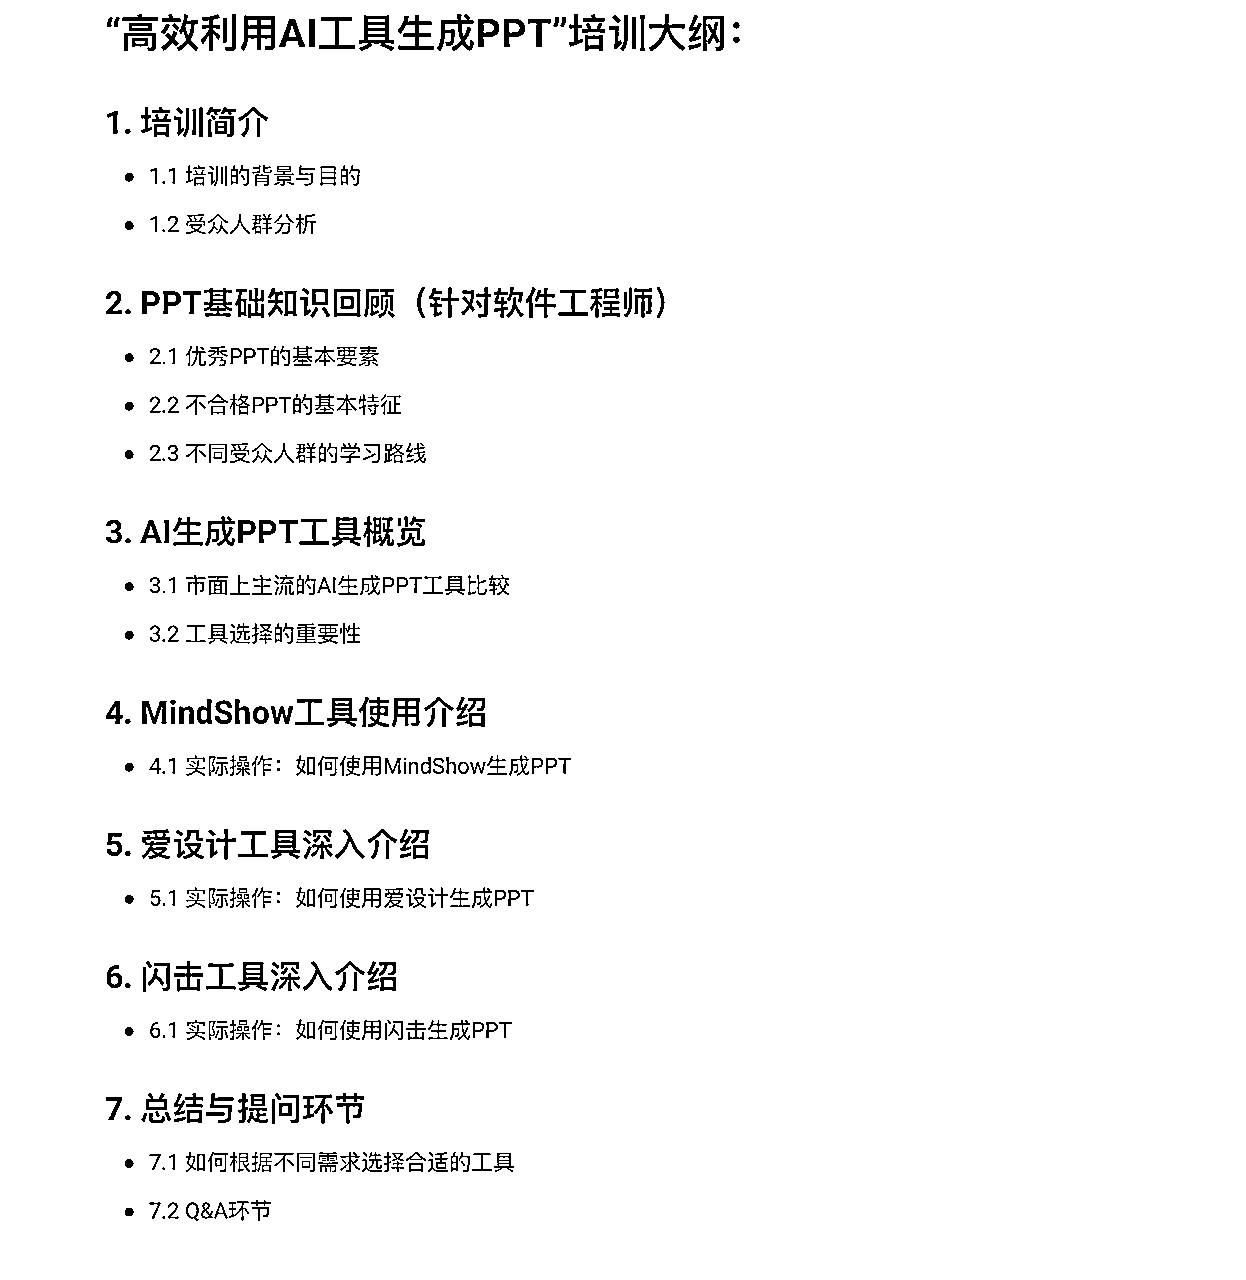 “高效利用AI工具生成PPT”培训大纲：
1. 培训简介
• 1.1 培训的背景与目的
• 1.2 受众人群分析
2. PPT基础知识回顾（针对软件工程师）
• 2.1 优秀PPT的基本要素
• 2.2 不合格PPT的基本特征
• 2.3 不同受众人群的学习路线
3. AI生成PPT工具概览
• 3.1 市面上主流的AI生成PPT工具比较
• 3.2 工具选择的重要性
4. MindShow工具使用介绍
• 4.1 实际操作：如何使用MindShow生成PPT
5. 爱设计工具深入介绍
• 5.1 实际操作：如何使用爱设计生成PPT
6. 闪击工具深入介绍
• 6.1 实际操作：如何使用闪击生成PPT
7. 总结与提问环节
• 7.1 如何根据不同需求选择合适的工具
• 7.2 Q&A环节